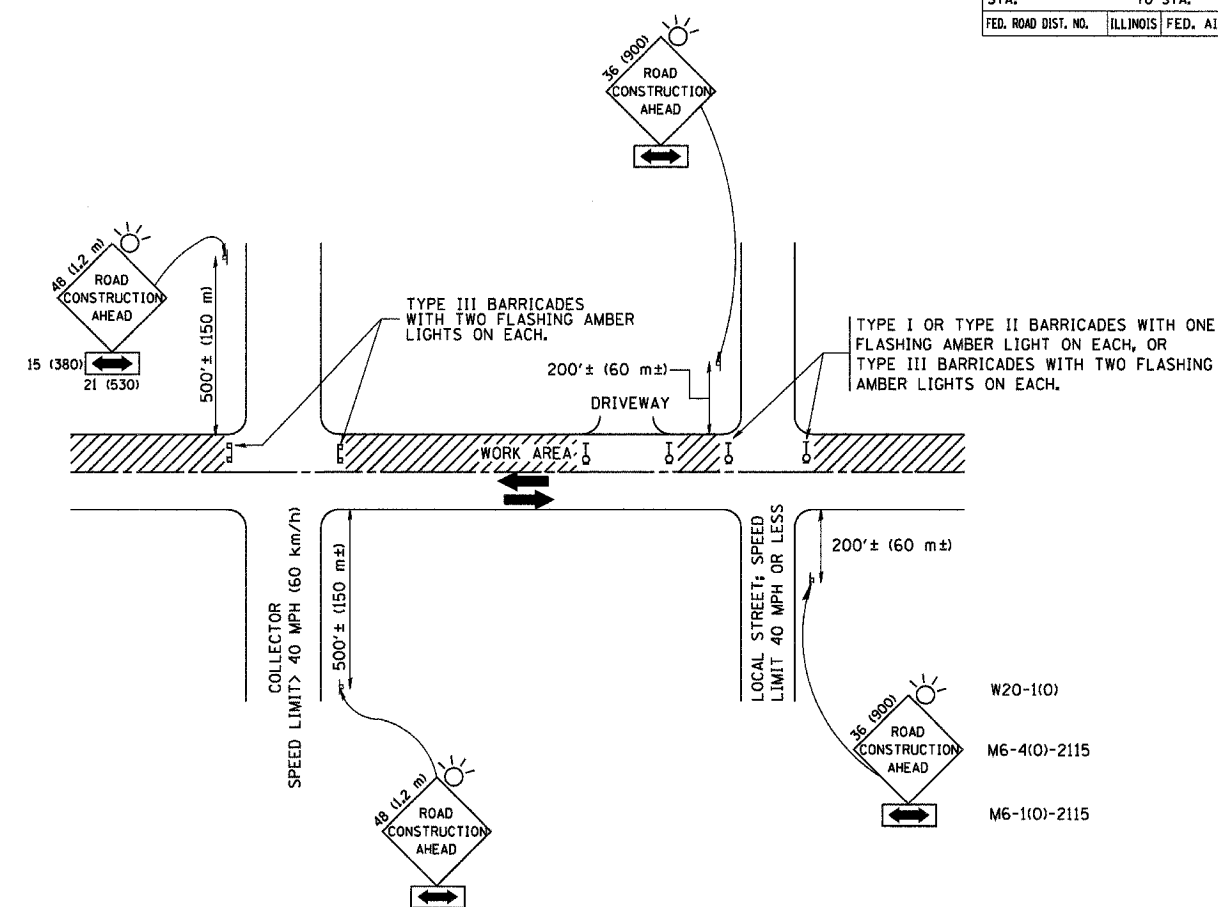 STA. TO STA.
FED. ROAD DIST. NO. ILLINOIS FED. AI
36 (900)
ROAD
CONSTRUCTION
AHEAD
48 (1.2 m)
ROAD
CONSTRUCTION
AHEAD
15 (380)
21 (530)
500'± (150 m)
TYPE III BARRICADES
WITH TWO FLASHING AMBER
LIGHTS ON EACH.
200'± (60 m±)
DRIVEWAY
TYPE I OR TYPE II BARRICADES WITH ONE
FLASHING AMBER LIGHT ON EACH, OR
TYPE III BARRICADES WITH TWO FLASHING
AMBER LIGHTS ON EACH.
WORK AREA
COLLECTOR
SPEED LIMIT> 40 MPH (60 km/h)
500'± (150 m±)
LOCAL STREET; SPEED
LIMIT 40 MPH OR LESS
200'± (60 m±)
48 (1.2 m)
ROAD
CONSTRUCTION
AHEAD
36 (900)
ROAD
CONSTRUCTION
AHEAD
W20-1(O)
M6-4(O)-2115
M6-1(O)-2115